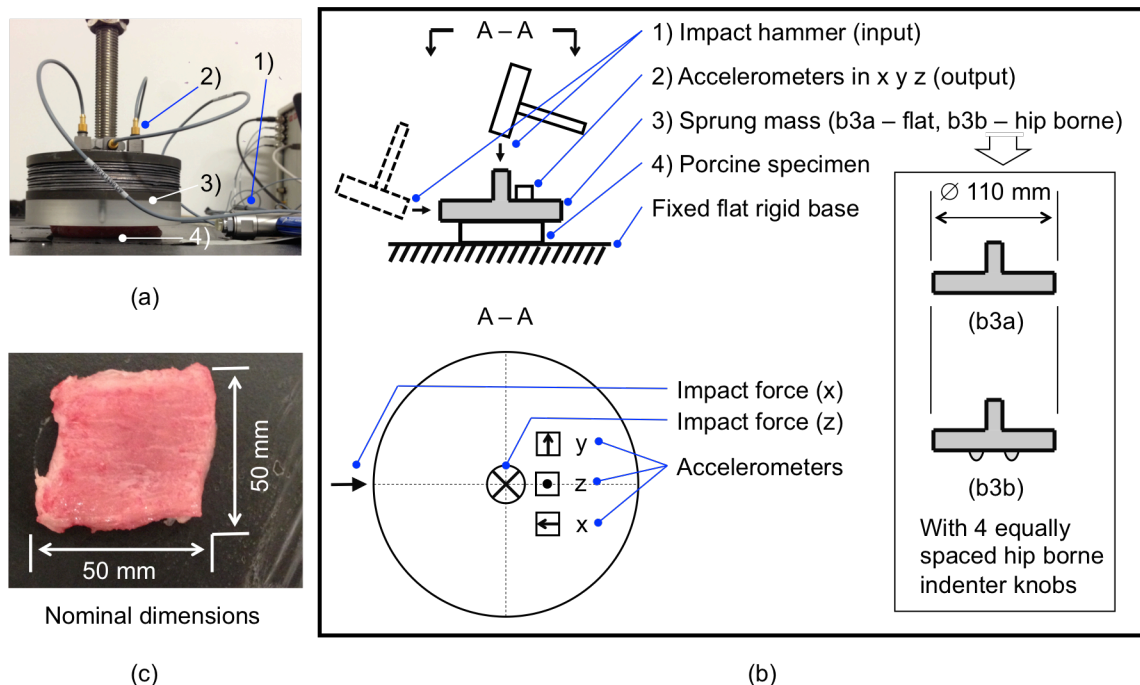 1)
2)
3)
4)
(a)
50 mm
50 mm
Nominal dimensions
(c)
A – A
1) Impact hammer (input)
2) Accelerometers in x y z (output)
3) Sprung mass (b3a – flat, b3b – hip borne)
4) Porcine specimen
Fixed flat rigid base
A – A
Impact force (x)
Impact force (z)
y
z
x
Accelerometers
∅ 110 mm
(b3a)
(b3b)
With 4 equally
spaced hip borne
indenter knobs
(b)